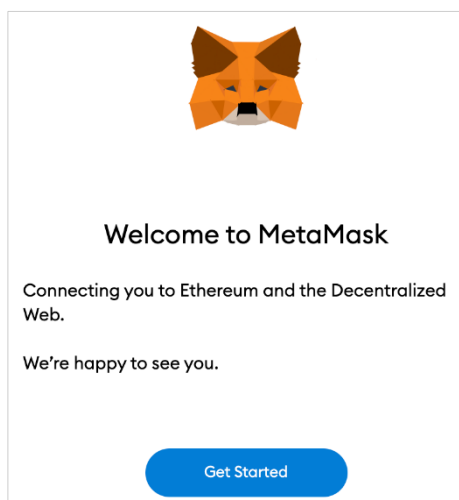 Welcome to MetaMask
Connecting you to Ethereum and the Decentralized
Web.
We’re happy to see you.
Get Started